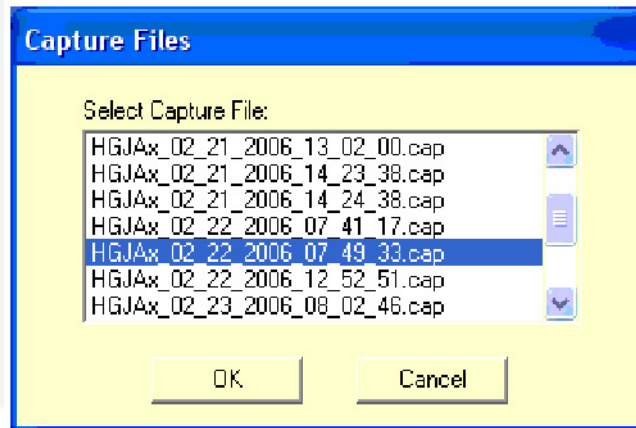 Capture Files
Select Capture File:
HGJAx_02_21_2006_13_02_00.cap
HGJAx_02_21_2006_14_23_38.cap
HGJAx_02_21_2006_14_24_38.cap
HGJAx_02_22_2006_07_41_17.cap
HGJAx_02_22_2006_07_49_33.cap
HGJAx_02_22_2006_12_52_51.cap
HGJAx_02_23_2006_08_02_46.cap
OK Cancel